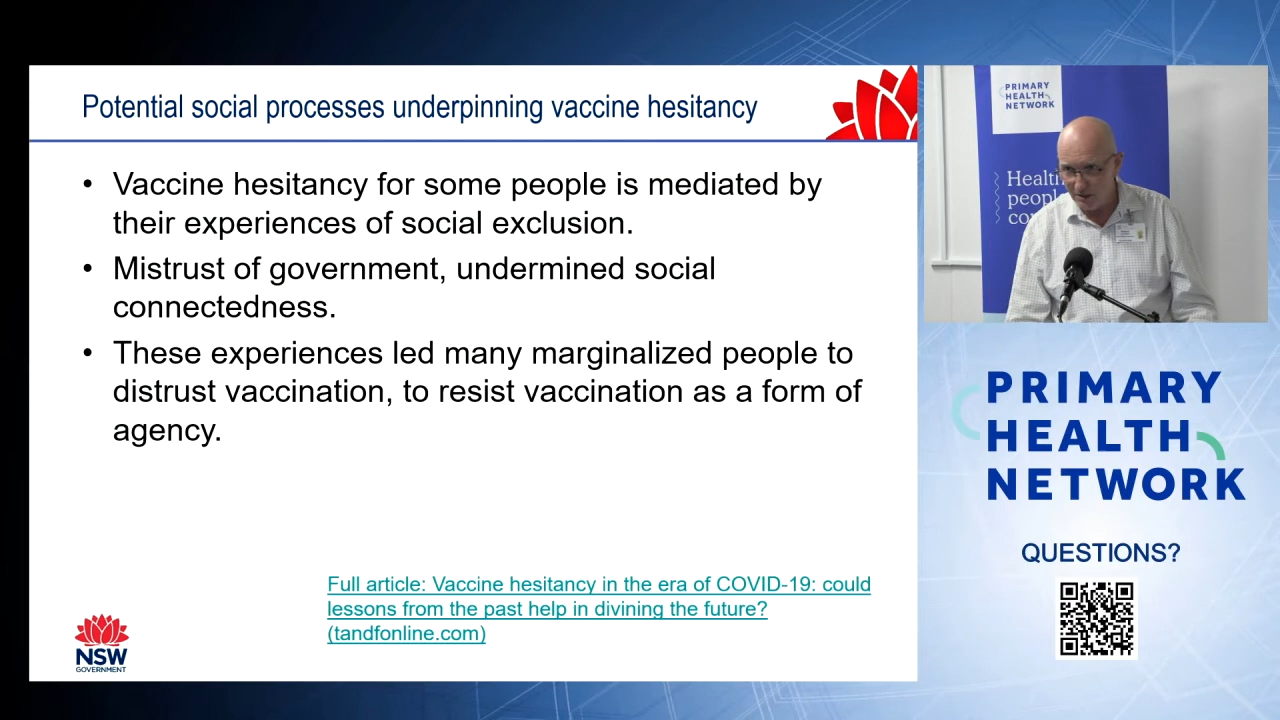 Potential social processes underpinning vaccine hesitancy
• Vaccine hesitancy for some people is mediated by
their experiences of social exclusion.
• Mistrust of government, undermined social
connectedness.
• These experiences led many marginalized people to
distrust vaccination, to resist vaccination as a form of
agency.
Full article: Vaccine hesitancy in the era of COVID-19: could
lessons from the past help in divining the future?
(tandfonline.com)
NSW
GOVERNMENT
PRIMARY
HEALTH
NETWORK
Health
peopl
co
PRIMARY
HEALTH
NETWORK
QUESTIONS?